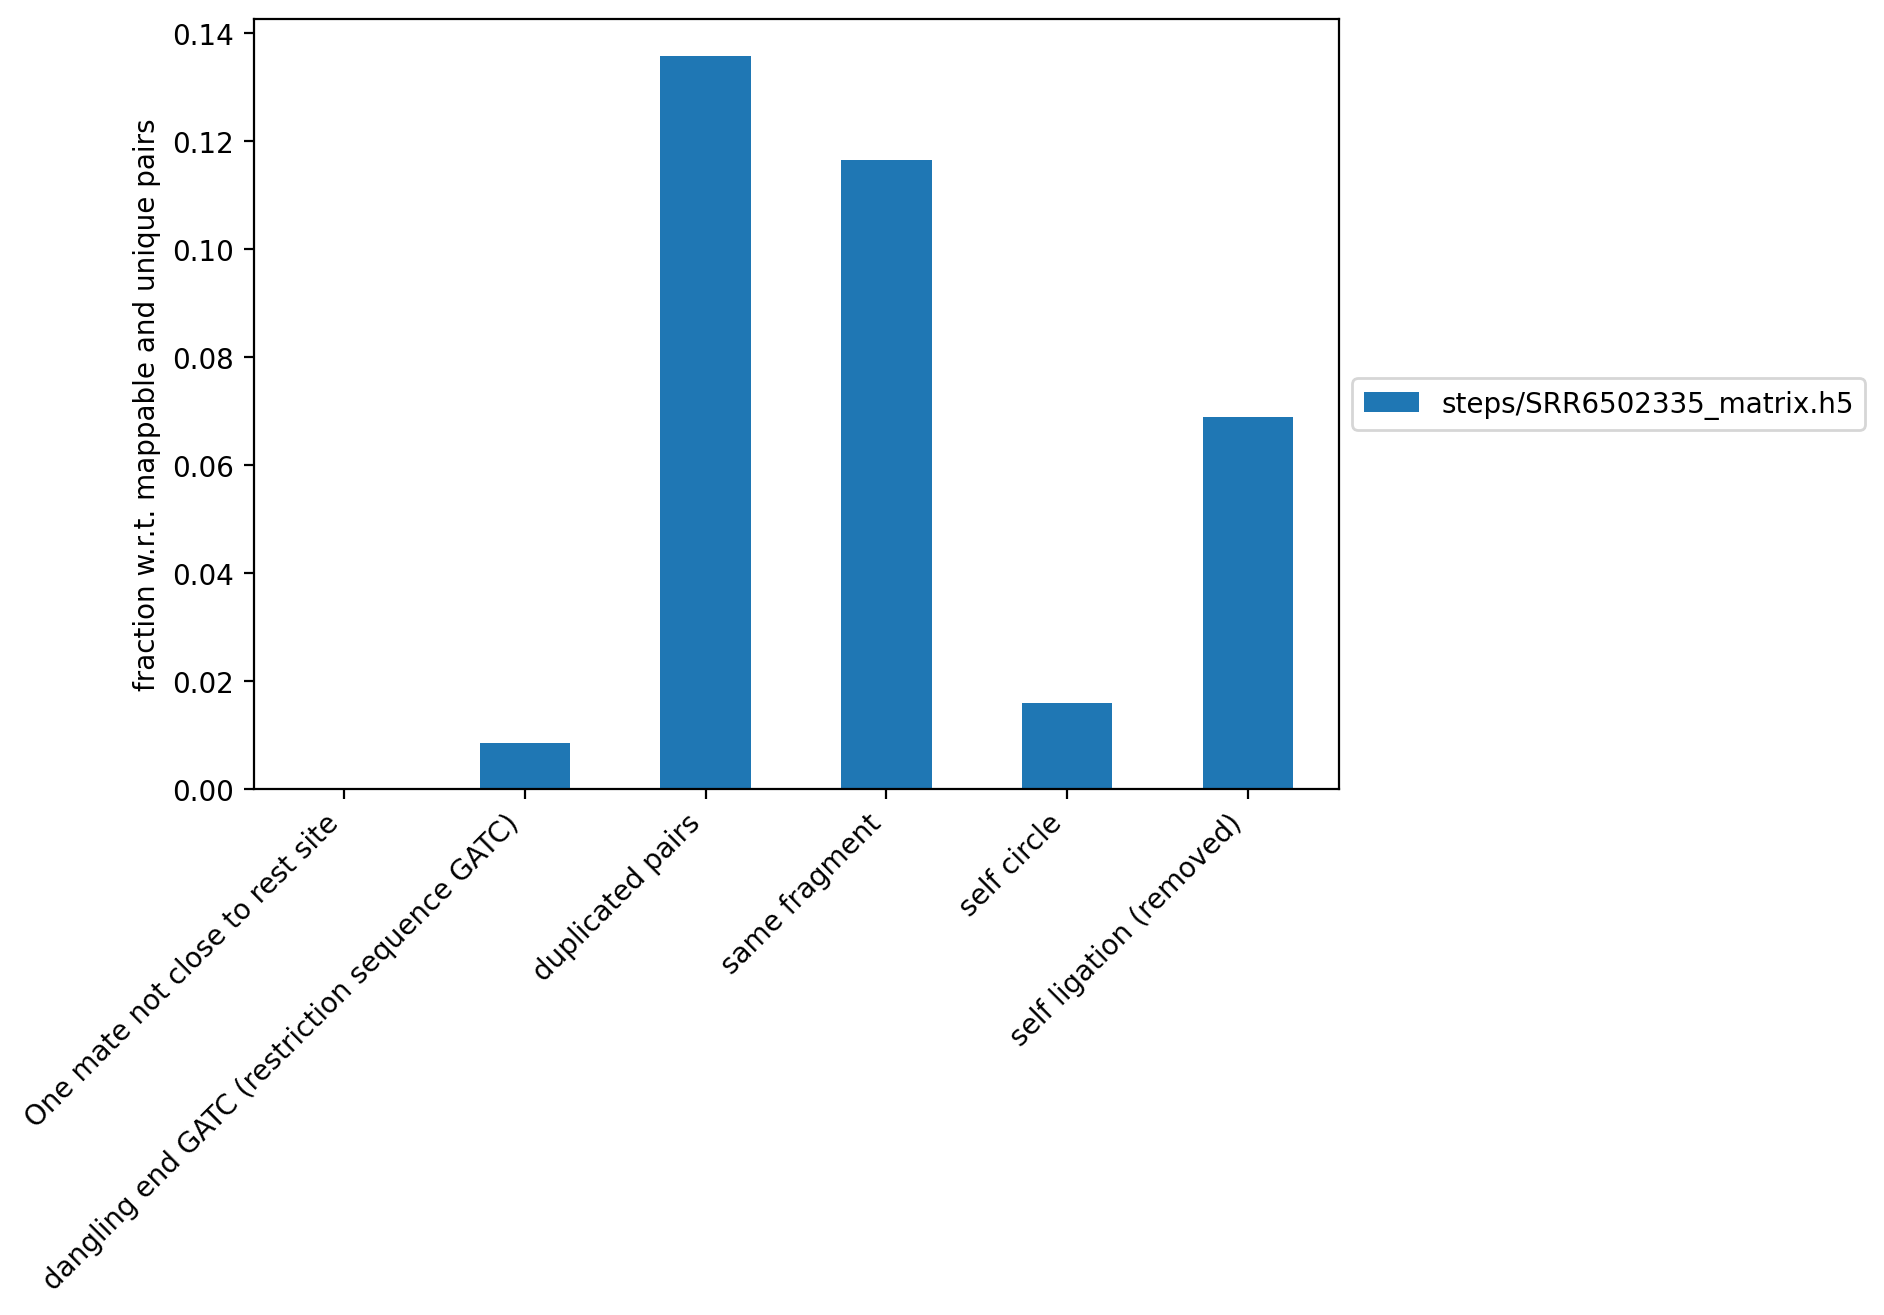 fraction w.r.t. mappable and unique pairs
0.14
0.12
0.10
0.08
0.06
0.04
0.02
0.00
One mate not close to rest site
dangling end GATC (restriction sequence GATC)
duplicated pairs
same fragment
self circle
self ligation (removed)
steps/SRR6502335_matrix.h5